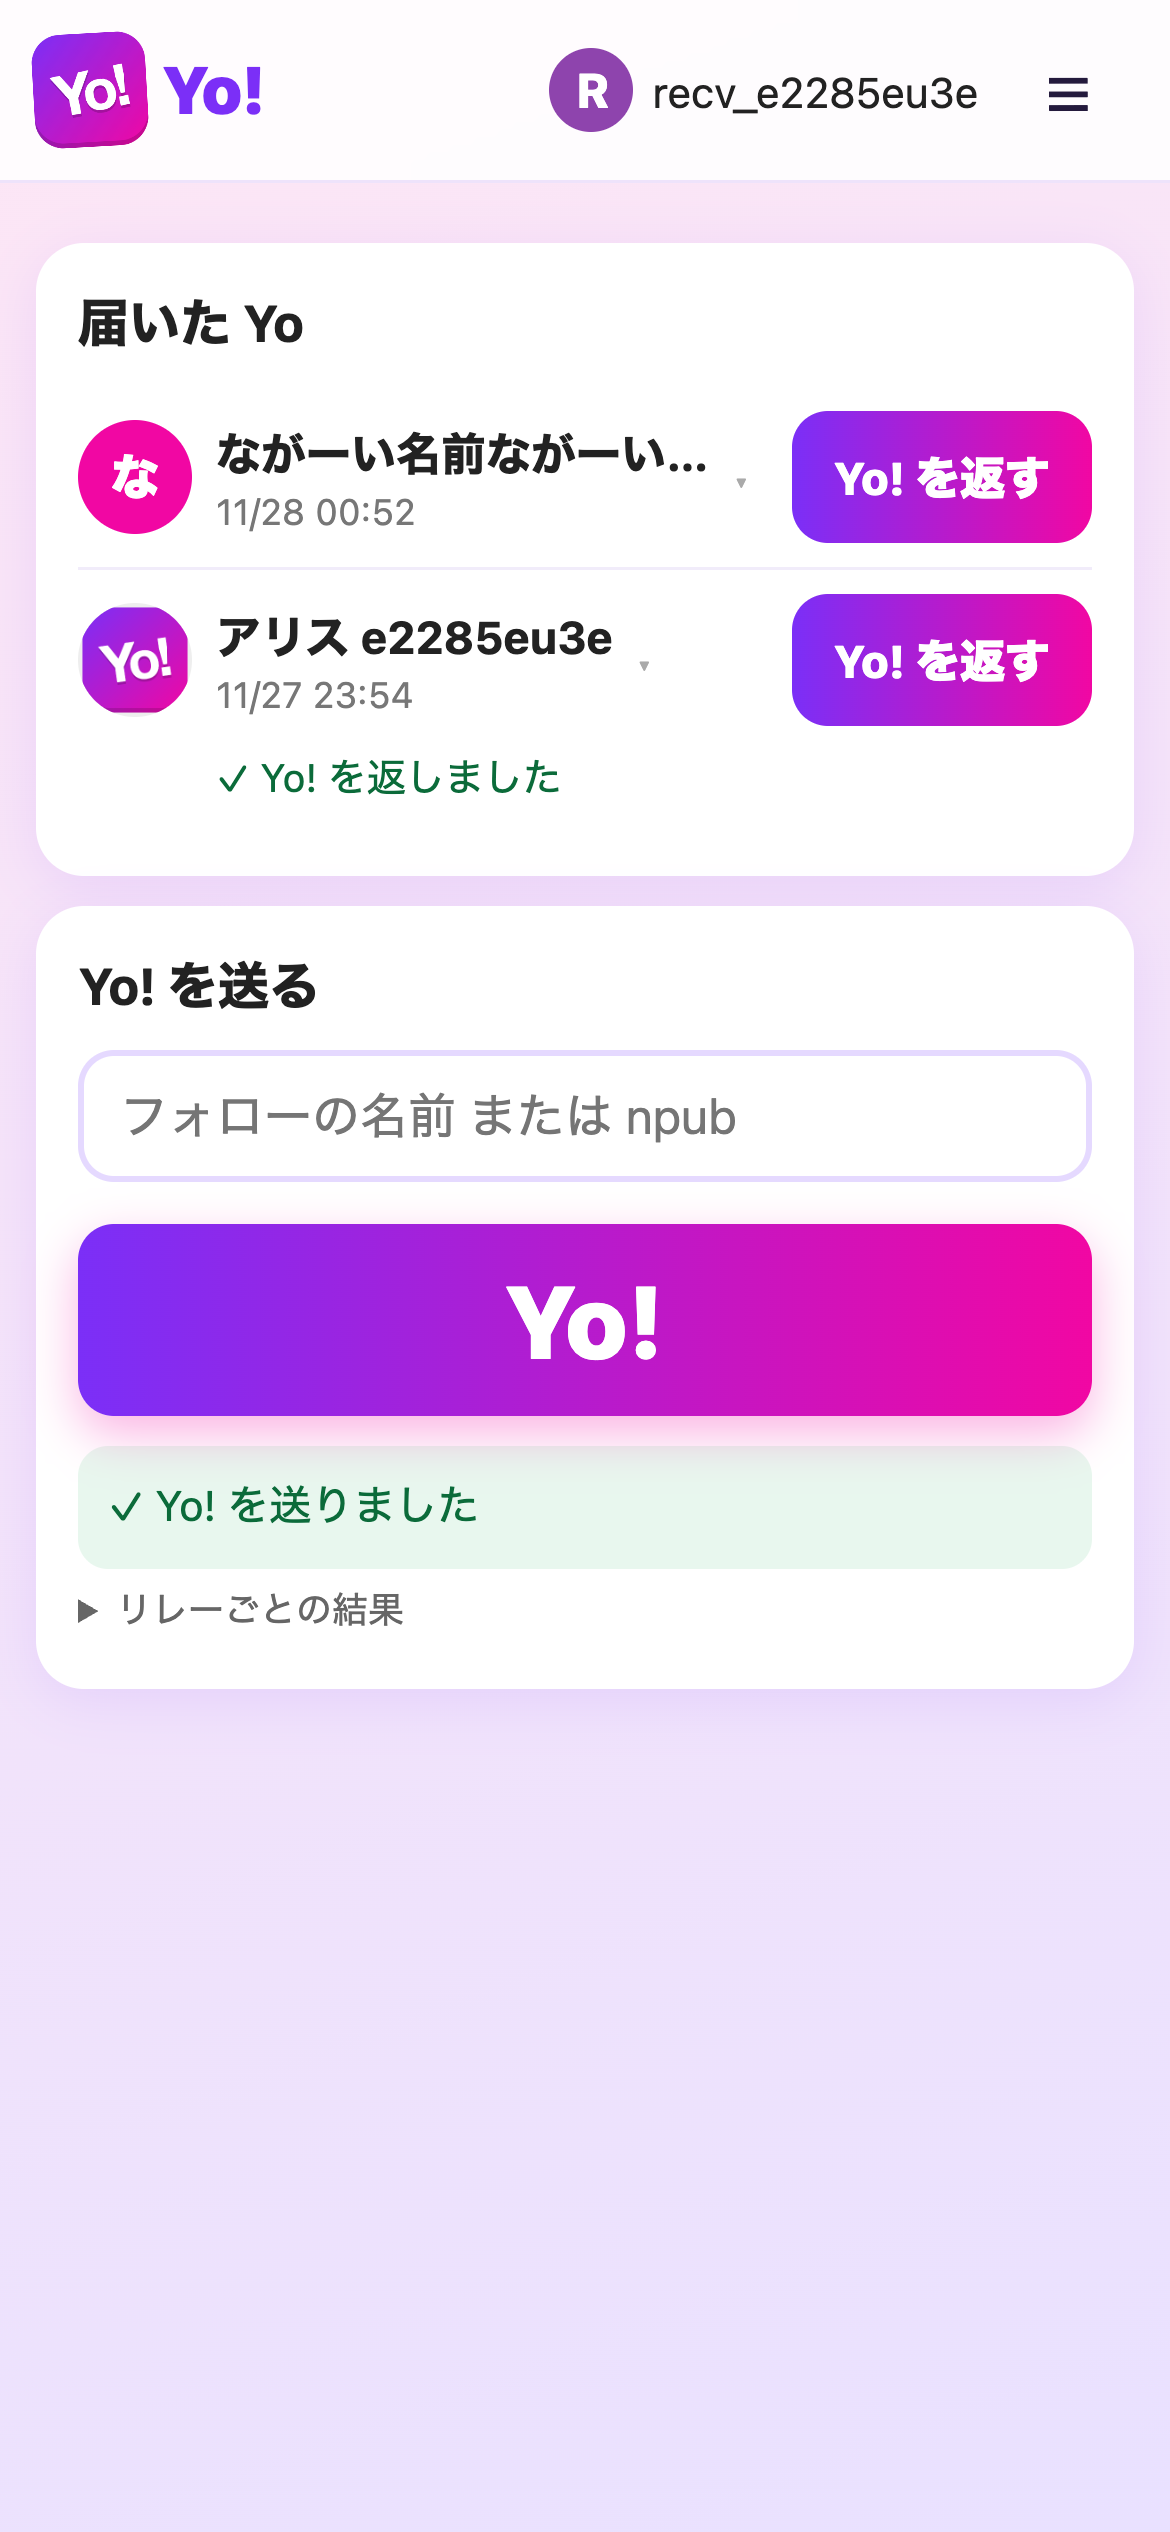 Yo! Yo!
R recv_e2285eu3e
届いた Yo
な
ながーい名前ながーい...
11/28 00:52
Yo! を返す
Yo!
アリス e2285eu3e
11/27 23:54
Yo! を返す
✓ Yo! を返しました
Yo! を送る
フォローの名前 または npub
Yo!
✓ Yo! を送りました
リレーごとの結果